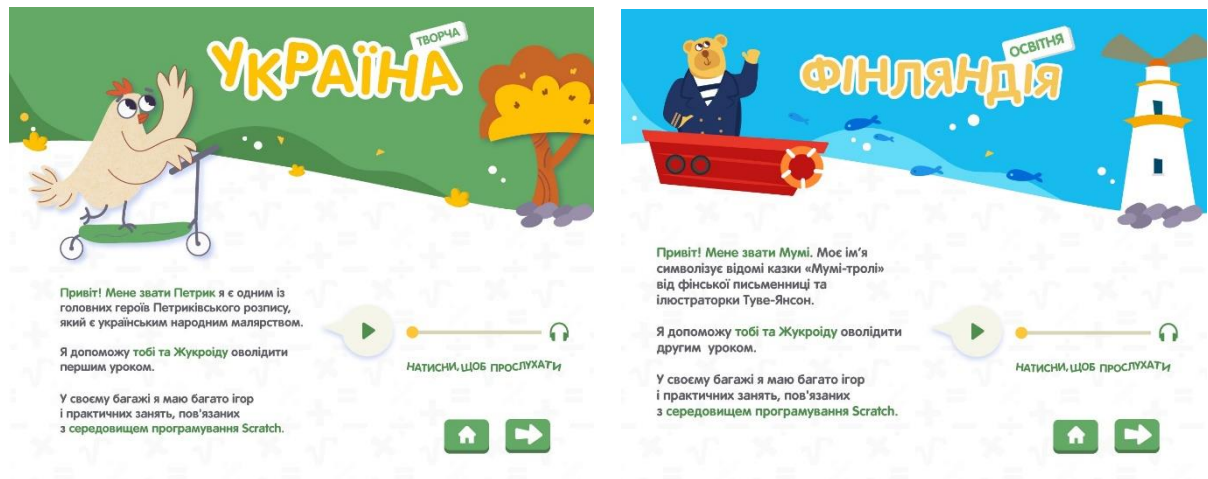 ТВОРЧА
УКРАЇНА
Привіт! Мене звати Петрик я є одним із
головних героїв Петриківського розпису,
який є українським народним малярством.
Я допоможу тобі та Жукроіду оволідити
першим уроком.
У своєму багажі я маю багато ігор
і практичних занять, пов'язаних
з середовищем програмування Scratch.
НАТИСНИ, ЩОБ ПРОСЛУХАТИ
ОСВІТНЯ
ФІНЛЯНДІЯ
Привіт! Мене звати Мумі. Моє ім’я
символізує відомі казки «Мумі-тролі»
від фінської письменниці та
ілюстраторки Туве-Янсон.
Я допоможу тобі та Жукроіду оволідити
другим уроком.
У своєму багажі я маю багато ігор
і практичних занять, пов'язаних
з середовищем програмування Scratch.
НАТИСНИ, ЩОБ ПРОСЛУХАТИ